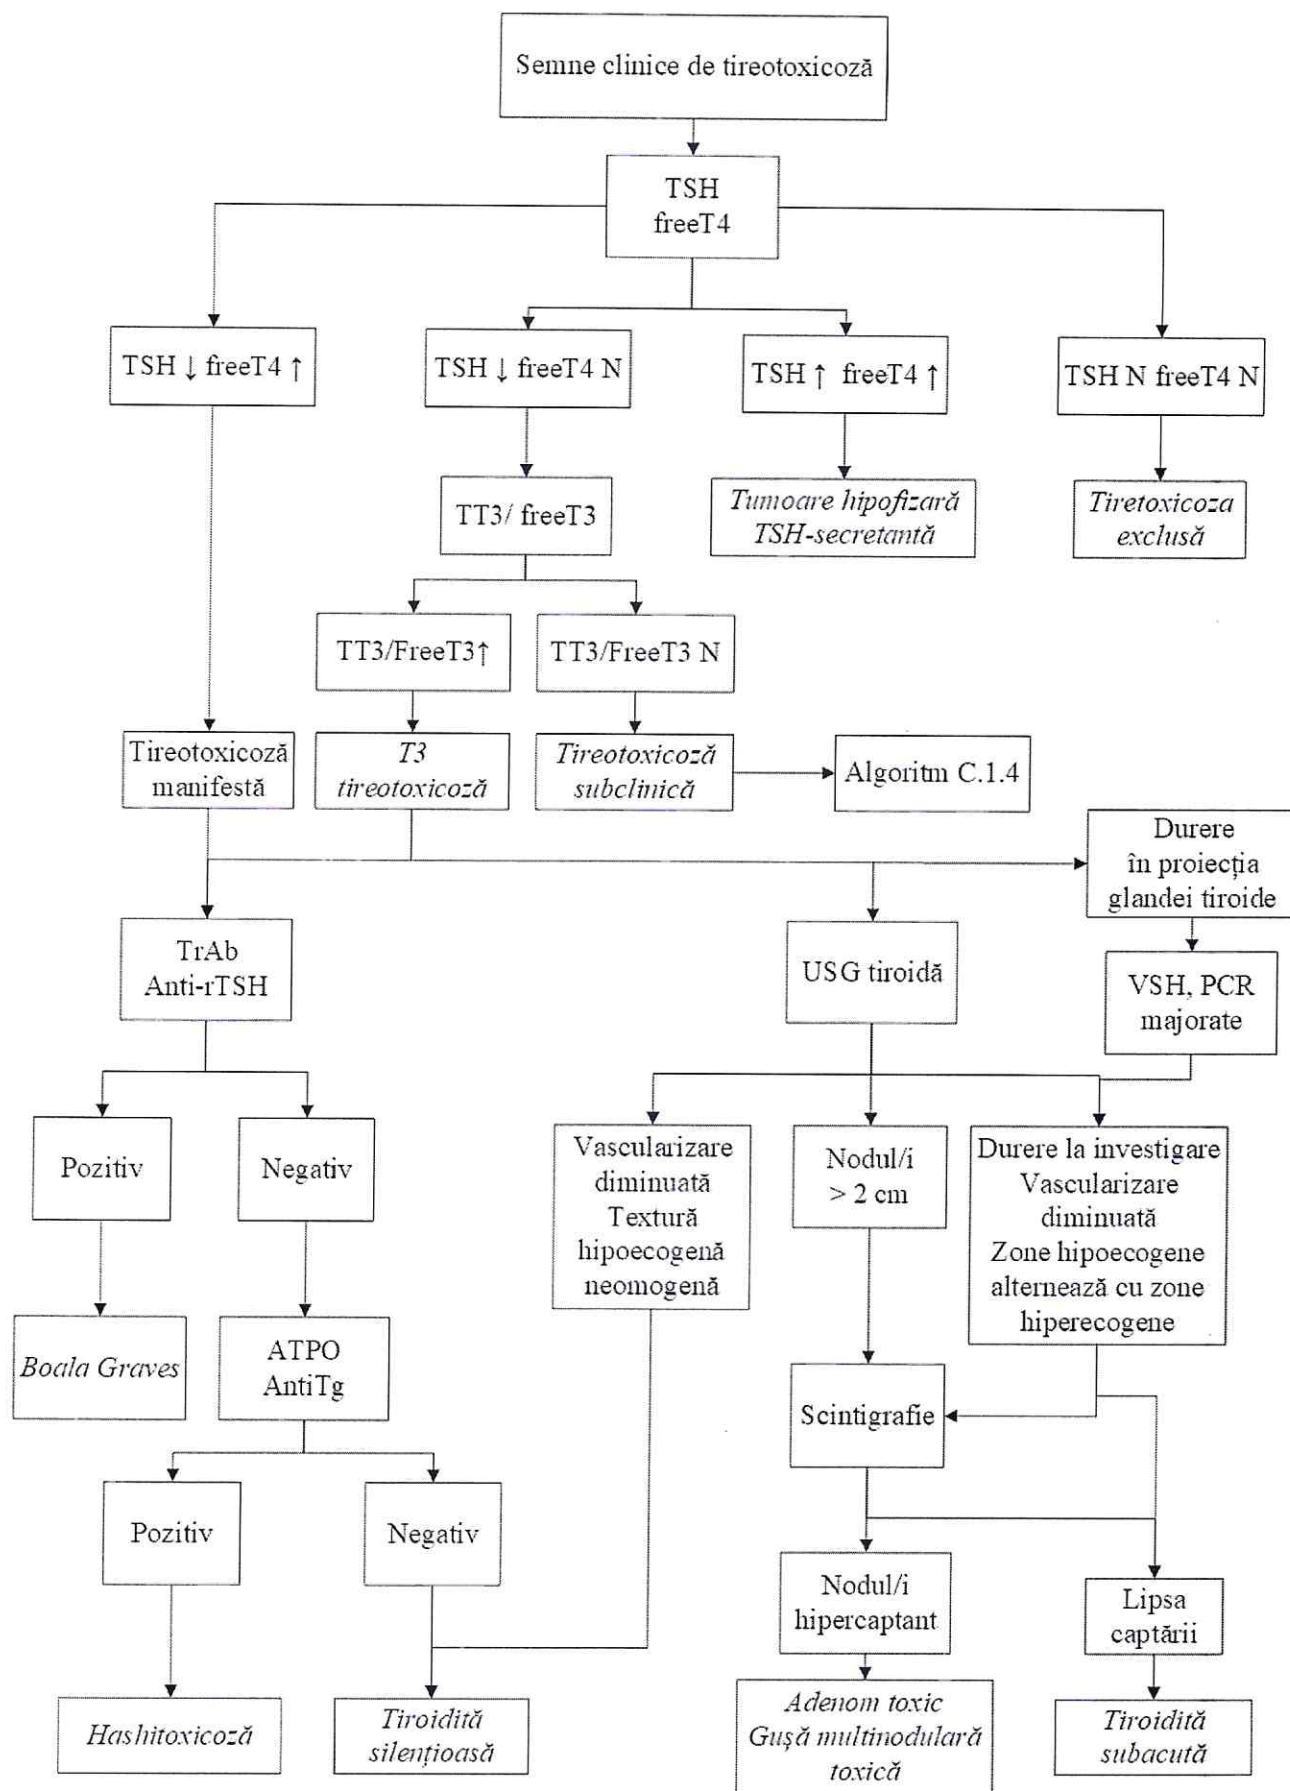 Semne clinice de tireotoxicoză
TSH
freeT4
TSH ↓ freeT4 ↑
TSH ↓ freeT4 N
TSH ↑ freeT4 ↑
TSH N freeT4 N
TT3/ freeT3
Tumoare hipofizară
TSH-secretantă
Tiretoxicoza
exclusă
TT3/FreeT3↑
TT3/FreeT3 N
Tireotoxicoză
manifestă
T3
tireotoxicoză
Tireotoxicoză
subclinică
Algoritm C.1.4
Durere
în proiecția
glandei tiroide
TrAb
Anti-rTSH
USG tiroidă
VSH, PCR
majorate
Pozitiv
Negativ
Vascularizare
diminuată
Textură
hipoecogenă
neomogenă
Nodul/i
> 2 cm
Durere la investigare
Vascularizare
diminuată
Zone hipoecogene
alternează cu zone
hiperecogene
Boala Graves
ATPO
AntiTg
Scintigrafie
Pozitiv
Negativ
Nodul/i
hipercaptant
Lipsa
captării
Hashitoxicoză
Tiroidită
silențioasă
Adenom toxic
Gușă multinodulară
toxică
Tiroidită
subacută